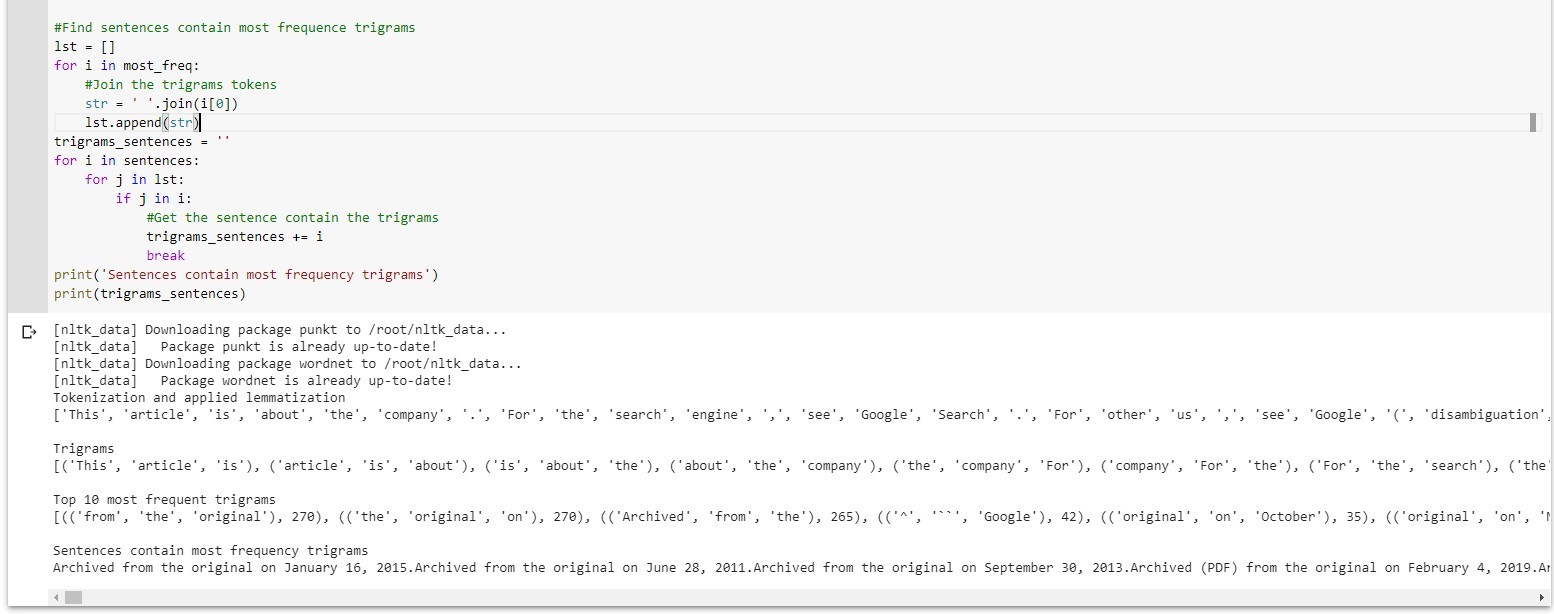 #Find sentences contain most frequence trigrams
lst = []
for i in most_freq:
    #Join the trigrams tokens
    str = ' '.join(i[0])
    lst.append(str)
trigrams_sentences = ''
for i in sentences:
    for j in lst:
        if j in i:
            #Get the sentence contain the trigrams
            trigrams_sentences += i
            break
print('Sentences contain most frequency trigrams')
print(trigrams_sentences)
[nltk_data] Downloading package punkt to /root/nltk_data...
[nltk_data]   Package punkt is already up-to-date!
[nltk_data] Downloading package wordnet to /root/nltk_data...
[nltk_data]   Package wordnet is already up-to-date!
Tokenization and applied lemmatization
['This', 'article', 'is', 'about', 'the', 'company', '.', 'For', 'the', 'search', 'engine', ',', 'see', 'Google', 'Search', '.', 'For', 'other', 'us', ',', 'see', 'Google', '(', 'disambiguation',
Trigrams
[('This', 'article', 'is'), ('article', 'is', 'about'), ('is', 'about', 'the'), ('about', 'the', 'company'), ('the', 'company', 'For'), ('company', 'For', 'the'), ('For', 'the', 'search'), ('the'
Top 10 most frequent trigrams
[(('from', 'the', 'original'), 270), (('the', 'original', 'on'), 270), (('Archived', 'from', 'the'), 265), (('^', '``', 'Google'), 42), (('original', 'on', 'October'), 35), (('original', 'on',
Sentences contain most frequency trigrams
Archived from the original on January 16, 2015.Archived from the original on June 28, 2011.Archived from the original on September 30, 2013.Archived (PDF) from the original on February 4, 2019.